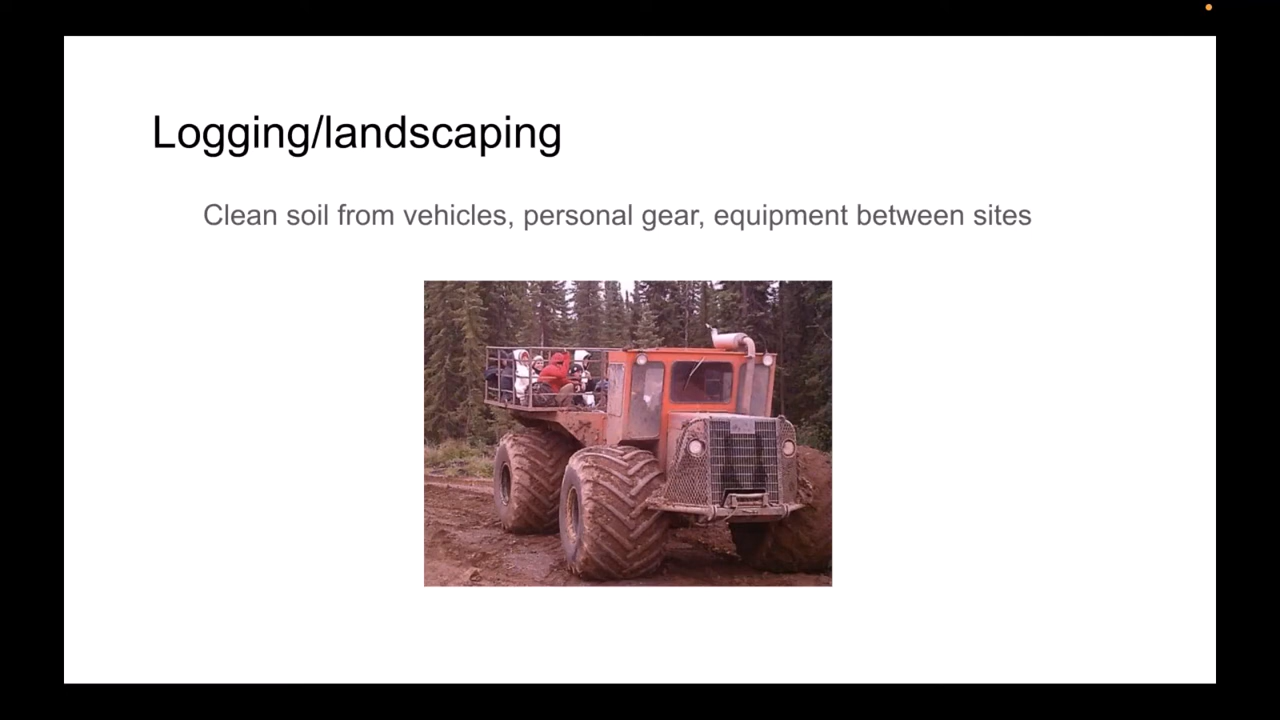 Logging/landscaping
Clean soil from vehicles, personal gear, equipment between sites